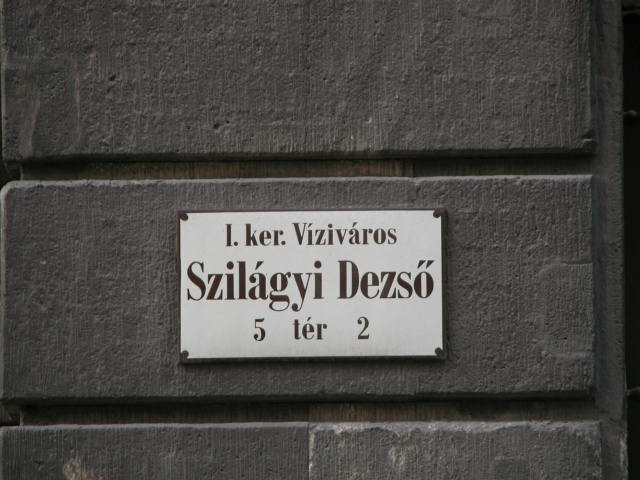 I. ker. Víziváros
Szilágyi Dezső
5 tér 2